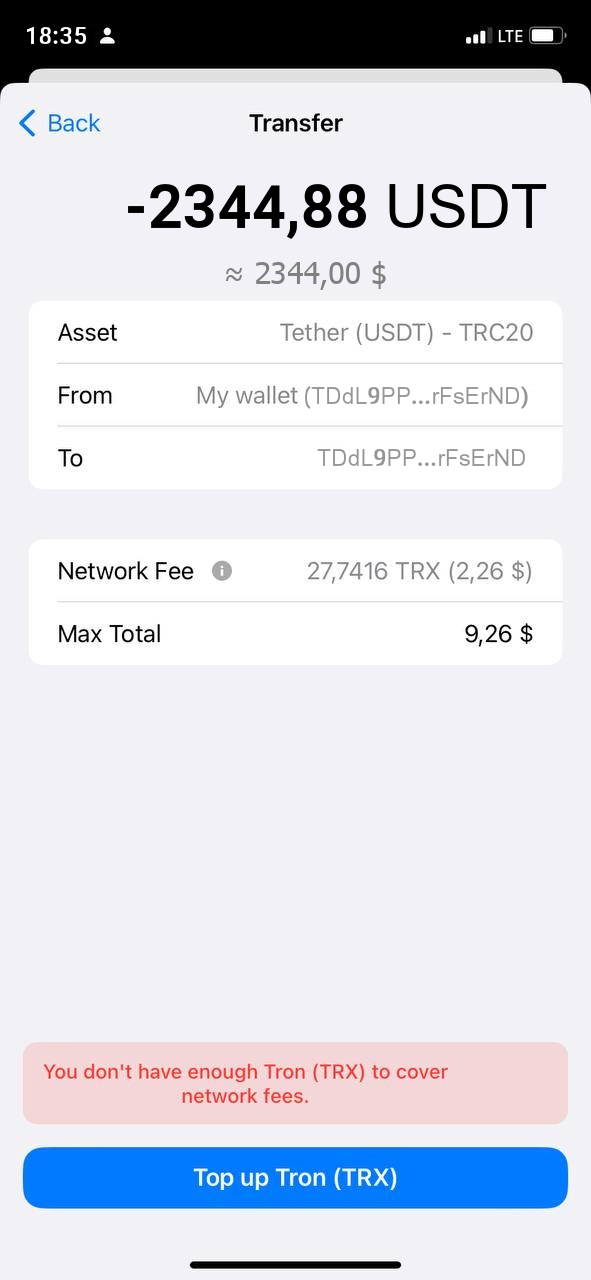 18:35 LTE
Back Transfer
-2344,88 USDT
≈ 2344,00 $
Asset Tether (USDT) - TRC20
From My wallet (TDdL9PP...rFsErND)
To TDdL9PP...rFsErND
Network Fee 27,7416 TRX (2,26 $)
Max Total 9,26 $
You don't have enough Tron (TRX) to cover
network fees.
Top up Tron (TRX)